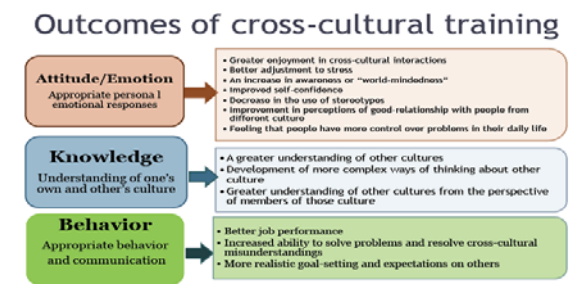 Outcomes of cross-cultural training
Attitude/Emotion
Appropriate persona l
emotional responses
• Greater enjoyment in cross-cultural interactions
• Better adjustment to stress
• An increase in awareness or "world-mindedness"
• Improved self-confidence
• Decrease in the use of stereotypes
• Improvement in perceptions of good-relationship with people from
different culture
• Feeling that people have more control over problems in their daily life
Knowledge
Understanding of one's
own and other's culture
• A greater understanding of other cultures
• Development of more complex ways of thinking about other
culture
• Greater understanding of other cultures from the perspective
of members of those culture
Behavior
Appropriate behavior
and communication
• Better job performance
• Increased ability to solve problems and resolve cross-cultural
misunderstandings
• More realistic goal-setting and expectations on others